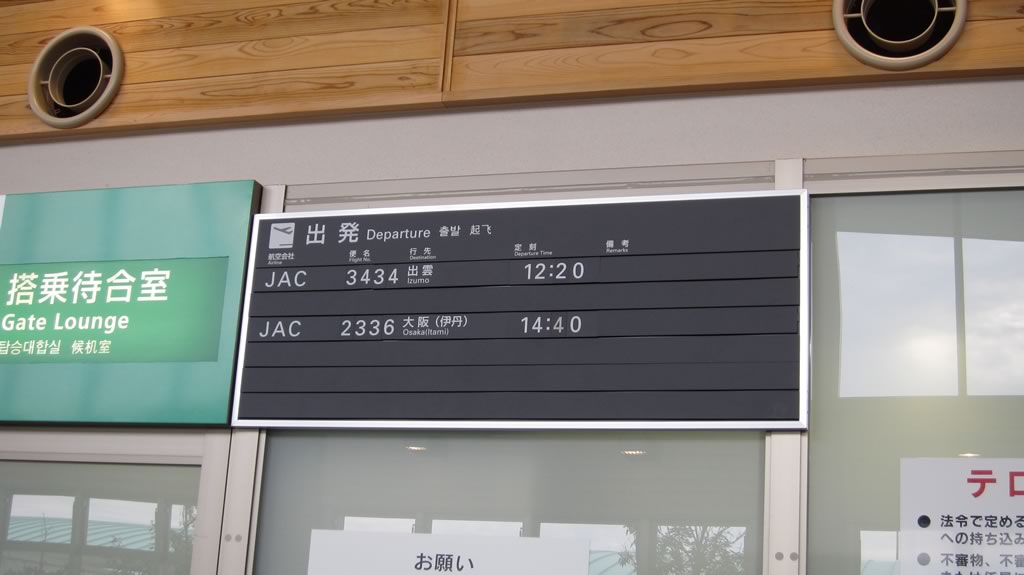 搭乗待合室
Gate Lounge
탑승대합실 候机室
出発 Departure 출발 起飞
航空会社 便名 行先 定刻 備考
Airline Flight No. Destination Departure Time Remarks
JAC 3434 出雲 Izumo 12:20
JAC 2336 大阪（伊丹） Osaka(Itami) 14:40
お願い
テロ
● 法令で定める
への持ち込み
● 不審物、不審